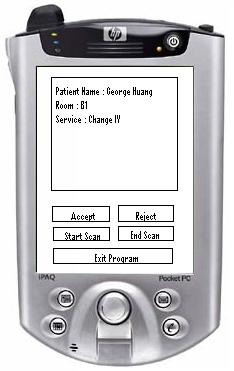 hp
Patient Name : George Huang
Room : B1
Service : Change IV
Accept
Reject
Start Scan
End Scan
Exit Program
iPAQ
Pocket PC